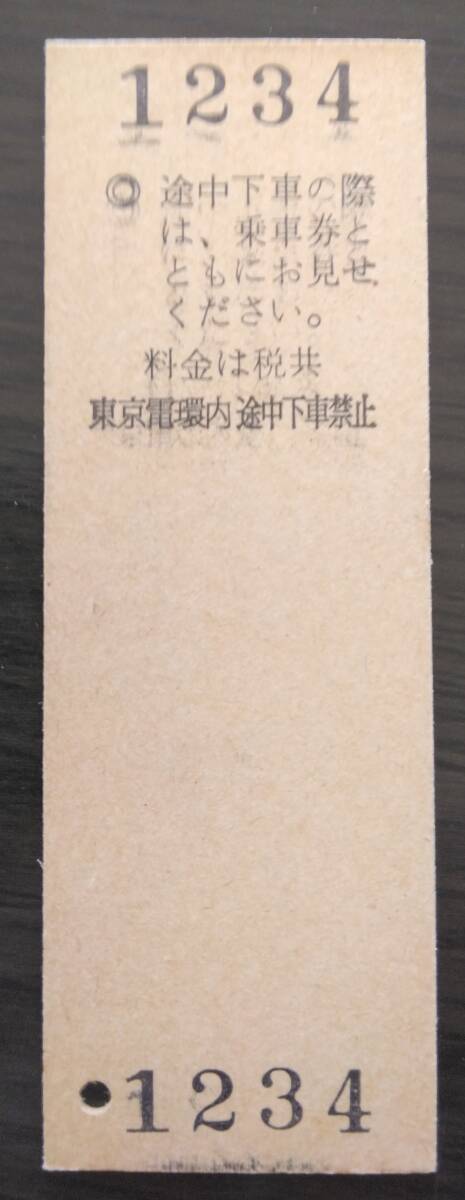 1234
◎ 途中下車の際
は、乗車券と
ともにお見せ
ください。
料金は税共
東京電環内途中下車禁止
1234